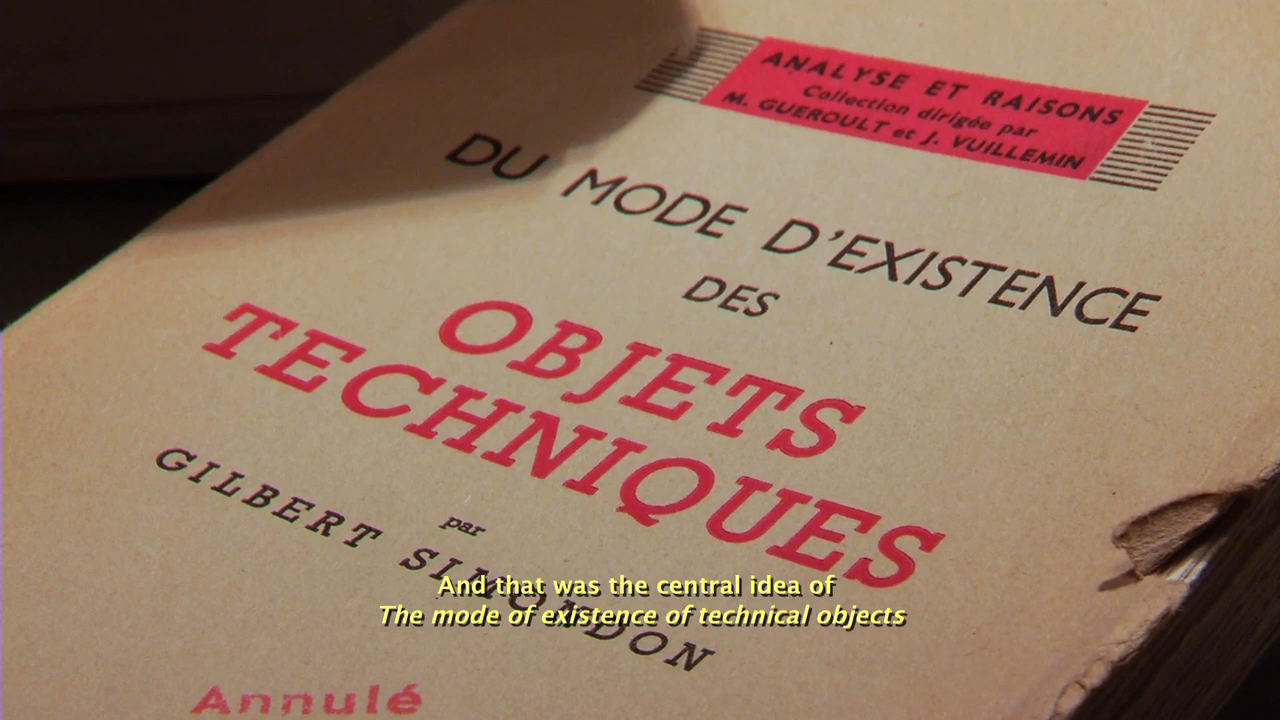 ANALYSE ET RAISONS
Collection dirigée par
M. GUEROULT et J. VUILLEMIN
DU MODE D'EXISTENCE
DES
OBJETS
TECHNIQUES
par
GILBERT SIMONDON
And that was the central idea of
The mode of existence of technical objects
Annulé